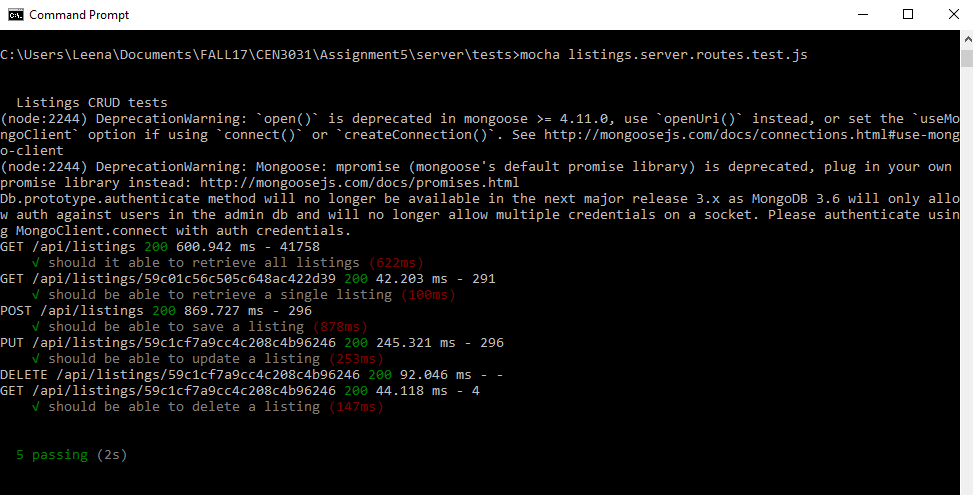 Command Prompt
C:\Users\Leena\Documents\FALL17\CEN3031\Assignment5\server\tests>mocha listings.server.routes.test.js
Listings CRUD tests
(node:2244) DeprecationWarning: `open()` is deprecated in mongoose >= 4.11.0, use `openUri()` instead, or set the `useMo
ngoClient` option if using `connect()` or `createConnection()`. See http://mongoosejs.com/docs/connections.html#use-mong
o-client
(node:2244) DeprecationWarning: Mongoose: mpromise (mongoose's default promise library) is deprecated, plug in your own
promise library instead: http://mongoosejs.com/docs/promises.html
Db.prototype.authenticate method will no longer be available in the next major release 3.x as MongoDB 3.6 will only allo
w auth against users in the admin db and will no longer allow multiple credentials on a socket. Please authenticate usin
g MongoClient.connect with auth credentials.
GET /api/listings 200 600.942 ms - 41758
√ should it able to retrieve all listings (622ms)
GET /api/listings/59c01c56c505c648ac422d39 200 42.203 ms - 291
√ should be able to retrieve a single listing (100ms)
POST /api/listings 200 869.727 ms - 296
√ should be able to save a listing (878ms)
PUT /api/listings/59c1cf7a9cc4c208c4b96246 200 245.321 ms - 296
√ should be able to update a listing (253ms)
DELETE /api/listings/59c1cf7a9cc4c208c4b96246 200 92.046 ms - -
GET /api/listings/59c1cf7a9cc4c208c4b96246 200 44.118 ms - 4
√ should be able to delete a listing (147ms)
5 passing (2s)